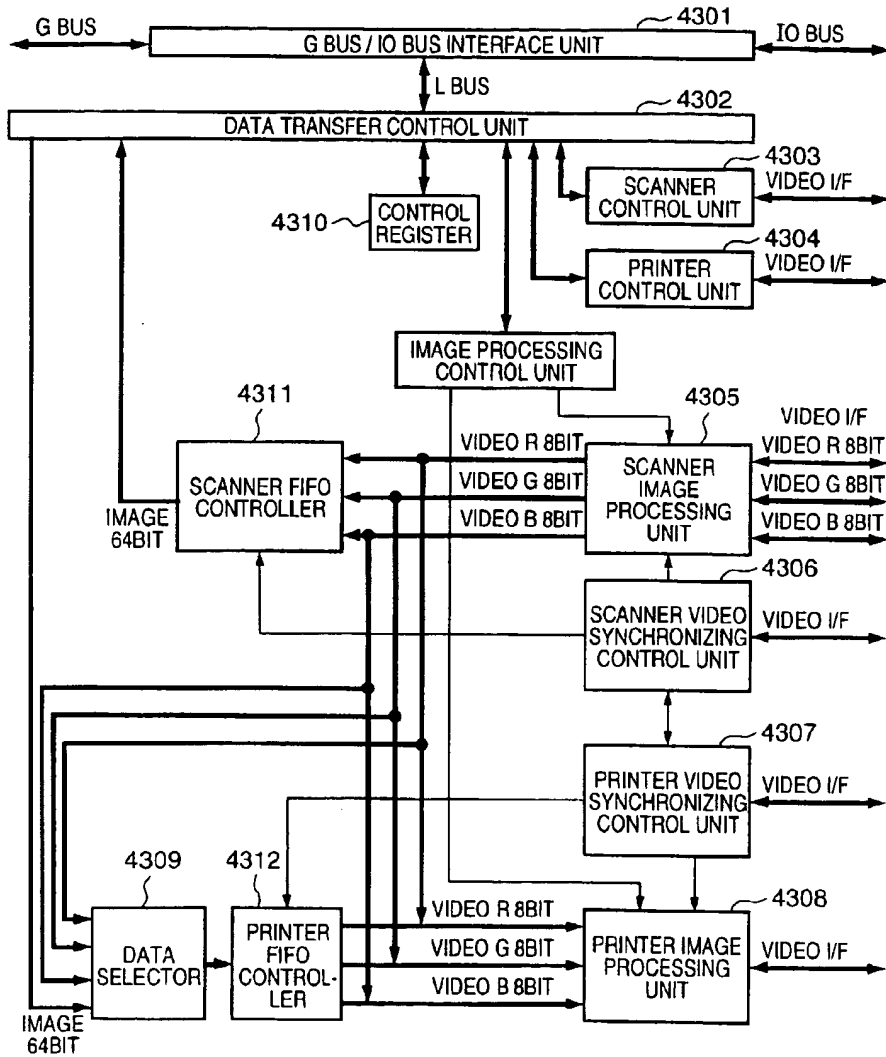 4301
G BUS
G BUS / IO BUS INTERFACE UNIT
IO BUS
L BUS
4302
DATA TRANSFER CONTROL UNIT
4303
SCANNER
CONTROL UNIT
VIDEO I/F
4310
CONTROL
REGISTER
4304
PRINTER
CONTROL UNIT
VIDEO I/F
IMAGE PROCESSING
CONTROL UNIT
4311
SCANNER FIFO
CONTROLLER
IMAGE
64BIT
VIDEO R 8BIT
VIDEO G 8BIT
VIDEO B 8BIT
4305
SCANNER
IMAGE
PROCESSING
UNIT
VIDEO I/F
VIDEO R 8BIT
VIDEO G 8BIT
VIDEO B 8BIT
4306
SCANNER VIDEO
SYNCHRONIZING
CONTROL UNIT
VIDEO I/F
4307
PRINTER VIDEO
SYNCHRONIZING
CONTROL UNIT
VIDEO I/F
4309
DATA
SELECTOR
IMAGE
64BIT
4312
PRINTER
FIFO
CONTROL-
LER
VIDEO R 8BIT
VIDEO G 8BIT
VIDEO B 8BIT
4308
PRINTER IMAGE
PROCESSING
UNIT
VIDEO I/F